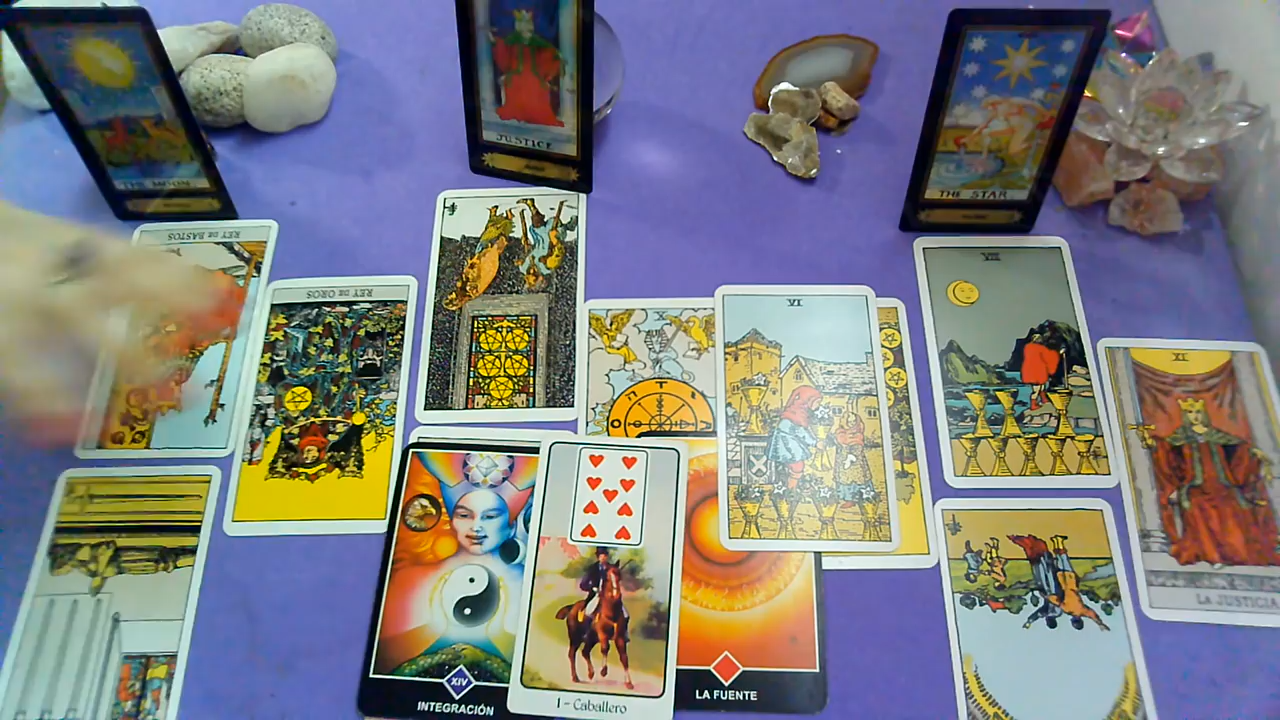 THE MOON
JUSTICE
THE STAR
REY DE BASTOS
REY DE OROS
X
VI
VIII
XI
LA JUSTICIA
XIV
INTEGRACIÓN
1 - Caballero
LA FUENTE